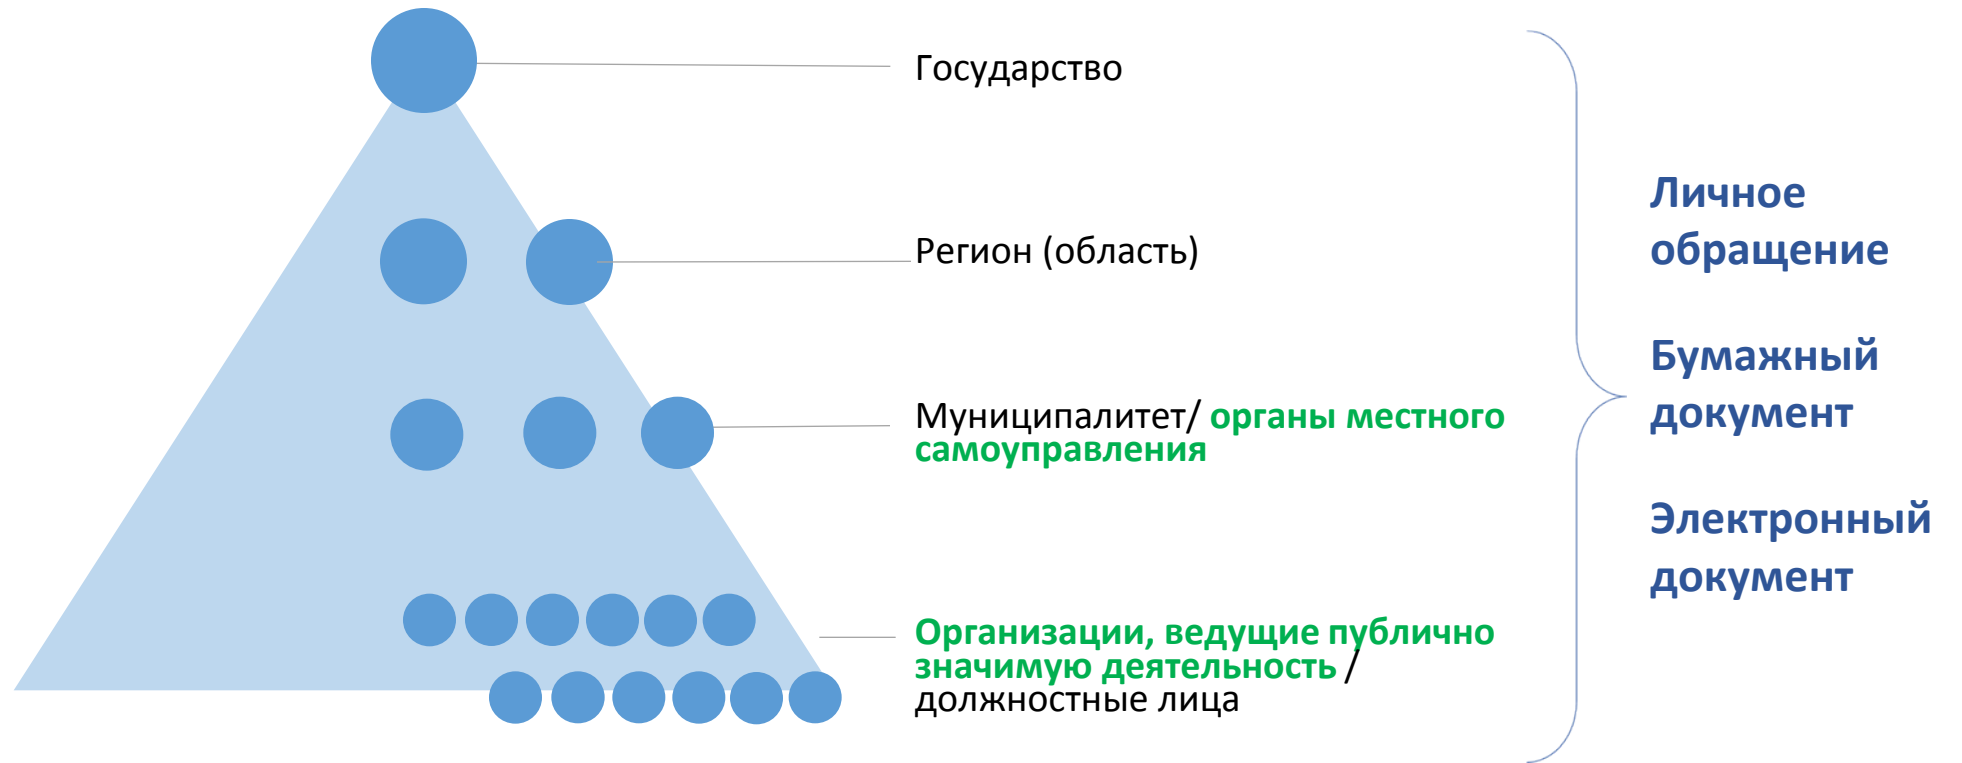 Государство
Регион (область)
Муниципалитет/ органы местного
самоуправления
Организации, ведущие публично
значимую деятельность /
должностные лица
Личное
обращение
Бумажный
документ
Электронный
документ